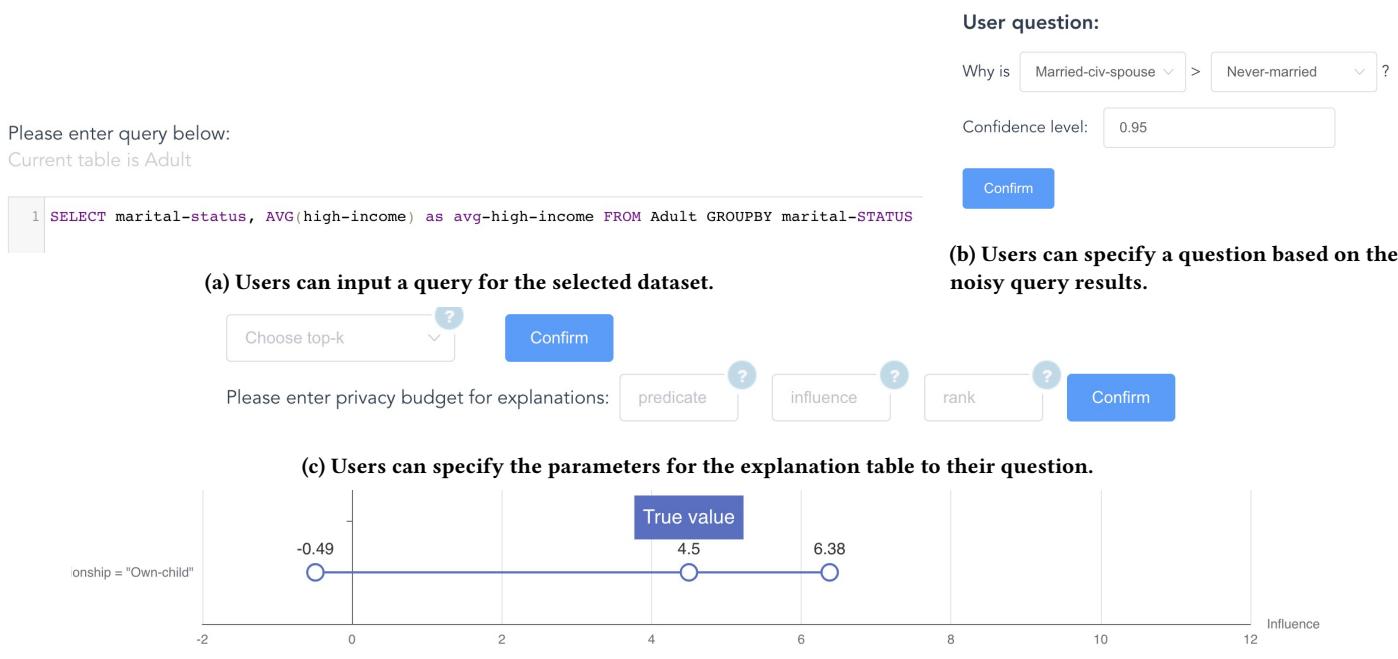 User question:
Why is Married-civ-spouse > Never-married ?
Confidence level: 0.95
Confirm
Please enter query below:
Current table is Adult
1 SELECT marital-status, AVG(high-income) as avg-high-income FROM Adult GROUPBY marital-STATUS
(a) Users can input a query for the selected dataset.
(b) Users can specify a question based on the
noisy query results.
Choose top-k ? Confirm
Please enter privacy budget for explanations: predicate ? influence ? rank ? Confirm
(c) Users can specify the parameters for the explanation table to their question.
True value
-0.49 4.5 6.38
onship = "Own-child"
Influence
-2 0 2 4 6 8 10 12